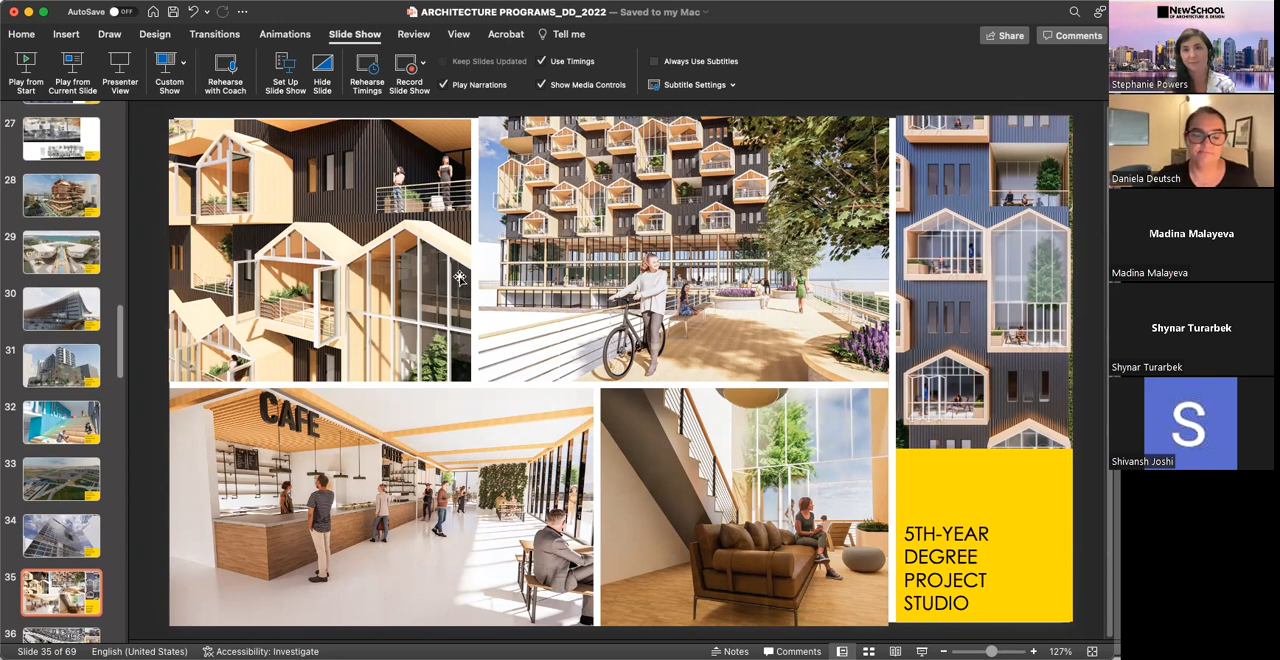 AutoSave OFF
ARCHITECTURE PROGRAMS_DD_2022 — Saved to my Mac
Home Insert Draw Design Transitions Animations Slide Show Review View Acrobat Tell me
Share Comments
Play from Start
Play from Current Slide
Presenter View
Custom Show
Rehearse with Coach
Set Up Slide Show
Hide Slide
Rehearse Timings
Record Slide Show
Keep Slides Updated
Use Timings
Play Narrations
Show Media Controls
Always Use Subtitles
Subtitle Settings
27
28
29
30
31
32
33
34
35
36
CAFE
COFFEE
5TH-YEAR
DEGREE
PROJECT
STUDIO
Slide 35 of 69 English (United States) Accessibility: Investigate
Notes Comments 127%
NEWSCHOOL
OF ARCHITECTURE & DESIGN
Stephanie Powers
Daniela Deutsch
Madina Malayeva
Madina Malayeva
Shynar Turarbek
Shynar Turarbek
S
Shivansh Joshi